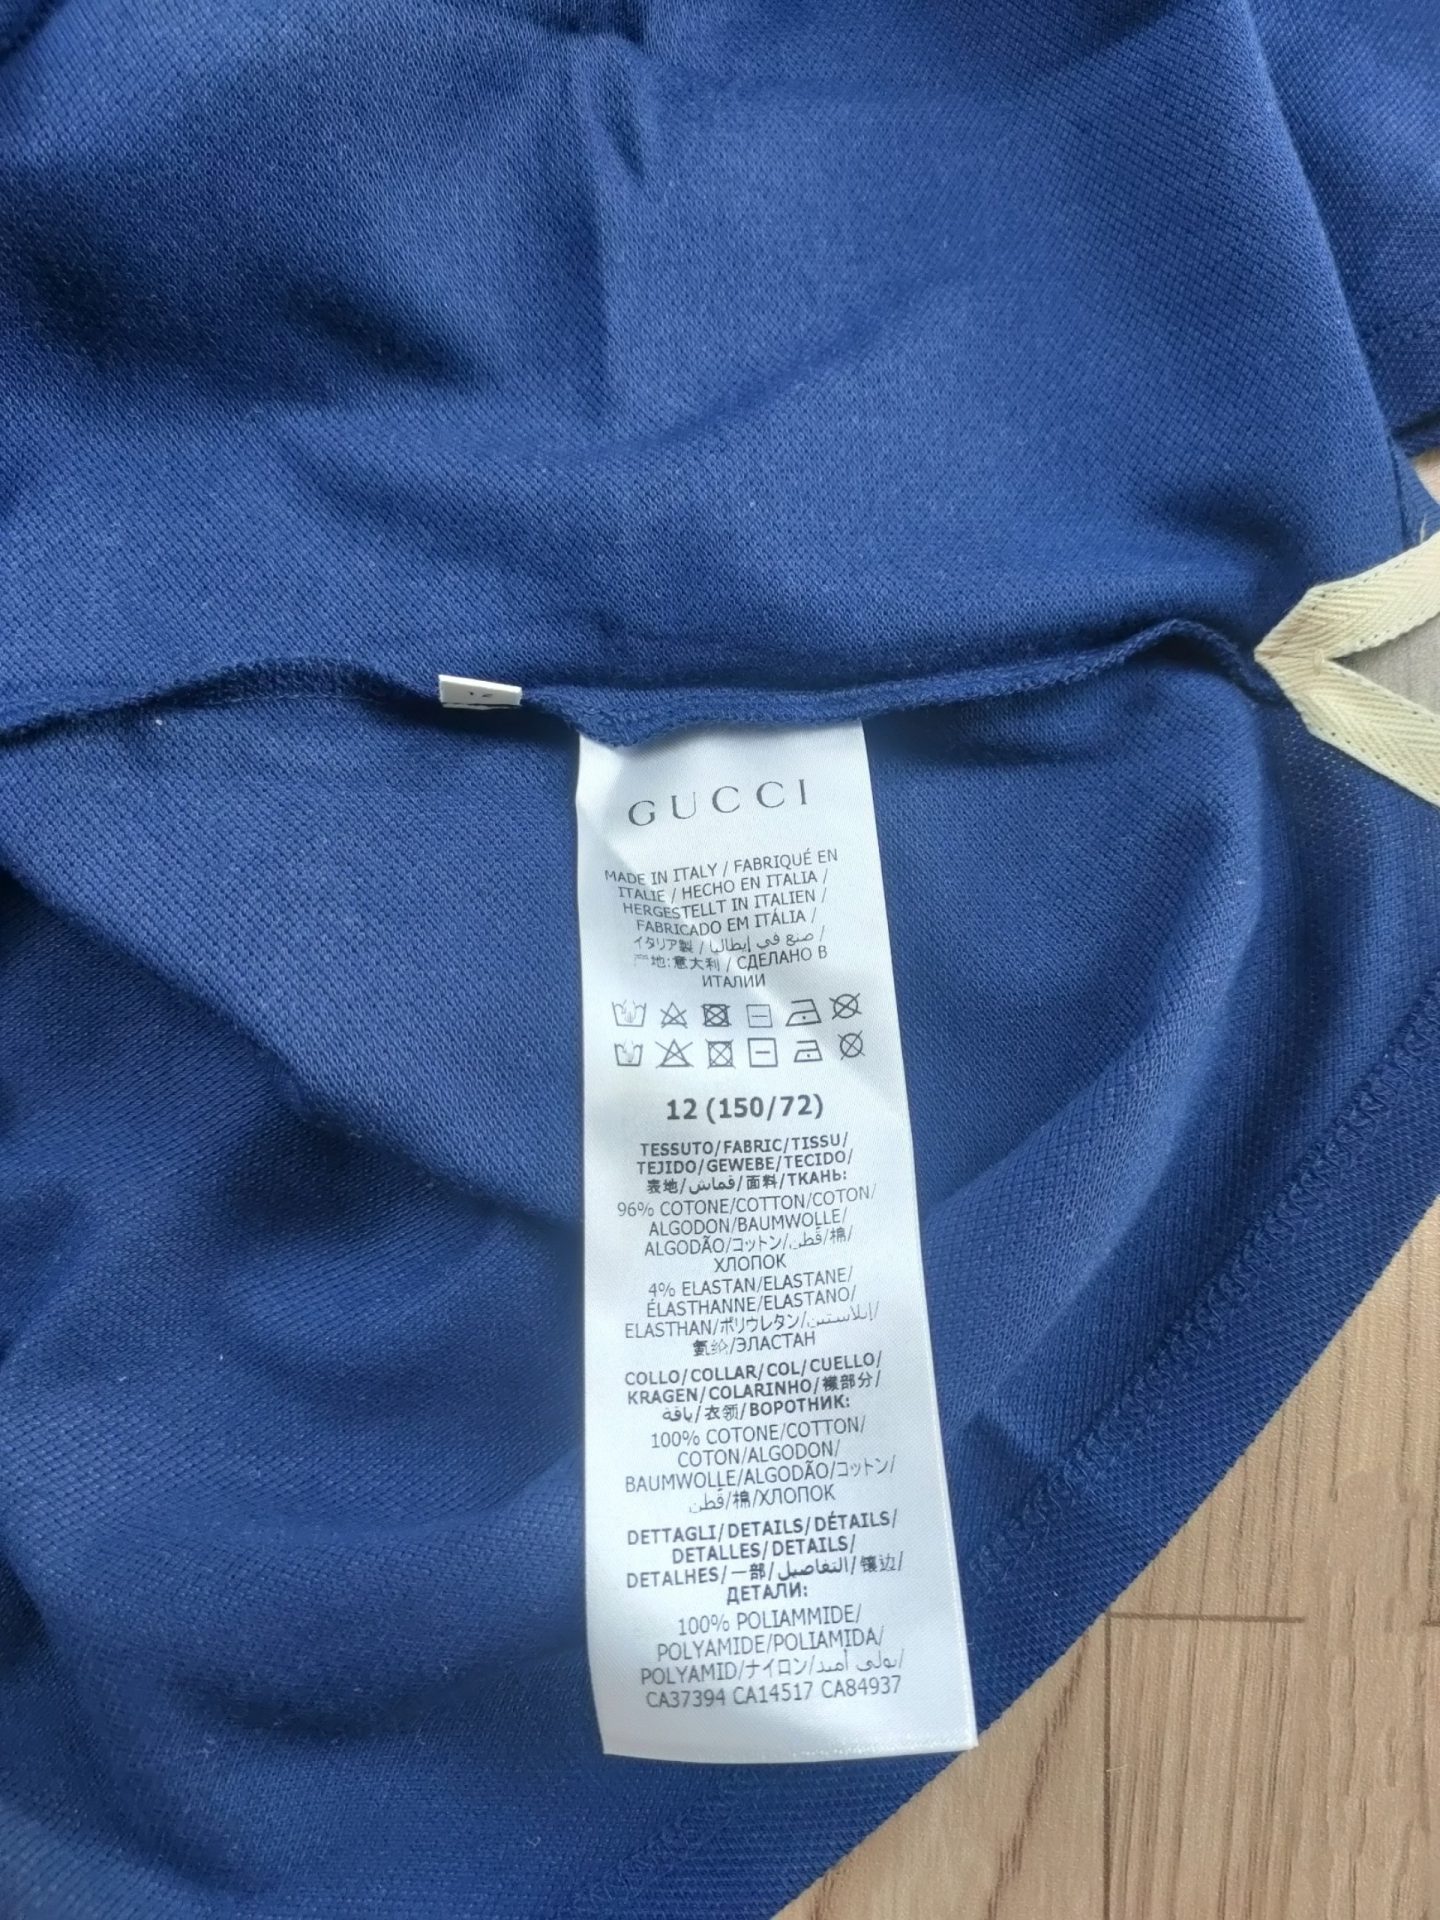 12
GUCCI
MADE IN ITALY / FABRIQUÉ EN
ITALIE / HECHO EN ITALIA /
HERGESTELLT IN ITALIEN /
FABRICADO EM ITÁLIA /
イタリア製 / صنع في إيطاليا /
产地:意大利 / СДЕЛАНО В
ИТАЛИИ
12 (150/72)
TESSUTO/FABRIC/TISSU/
TEJIDO/GEWEBE/TECIDO/
表地/قماش/面料/ТКАНЬ:
96% COTONE/COTTON/COTON/
ALGODON/BAUMWOLLE/
ALGODÃO/コットン/قطن/棉/
ХЛОПОК
4% ELASTAN/ELASTANE/
ÉLASTHANNE/ELASTANO/
ELASTHAN/ポリウレタン/إيلاستين/
氨纶/ЭЛАСТАН
COLLO/COLLAR/COL/CUELLO/
KRAGEN/COLARINHO/襟部分/
ياقة/衣领/ВОРОТНИК:
100% COTONE/COTTON/
COTON/ALGODON/
BAUMWOLLE/ALGODÃO/コットン/
قطن/棉/ХЛОПОК
DETTAGLI/DETAILS/DÉTAILS/
DETALLES/DETAILS/
DETALHES/一部/التفاصيل/镶边/
ДЕТАЛИ:
100% POLIAMMIDE/
POLYAMIDE/POLIAMIDA/
POLYAMID/ナイロン/بولي أميد/
CA37394 CA14517 CA84937